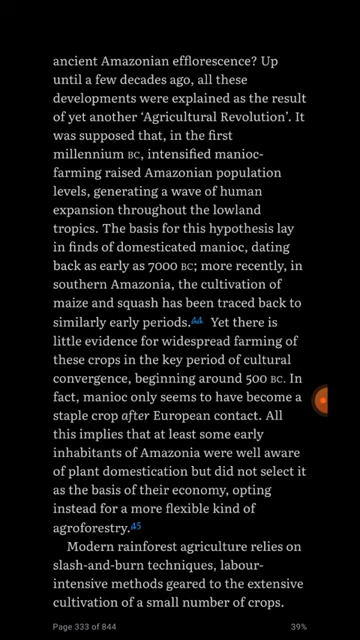 ancient Amazonian efflorescence? Up
until a few decades ago, all these
developments were explained as the result
of yet another ‘Agricultural Revolution’. It
was supposed that, in the first
millennium BC, intensified manioc-
farming raised Amazonian population
levels, generating a wave of human
expansion throughout the lowland
tropics. The basis for this hypothesis lay
in finds of domesticated manioc, dating
back as early as 7000 BC; more recently, in
southern Amazonia, the cultivation of
maize and squash has been traced back to
similarly early periods.44 Yet there is
little evidence for widespread farming of
these crops in the key period of cultural
convergence, beginning around 500 BC. In
fact, manioc only seems to have become a
staple crop after European contact. All
this implies that at least some early
inhabitants of Amazonia were well aware
of plant domestication but did not select it
as the basis of their economy, opting
instead for a more flexible kind of
agroforestry.45
Modern rainforest agriculture relies on
slash-and-burn techniques, labour-
intensive methods geared to the extensive
cultivation of a small number of crops.
Page 333 of 844 39%